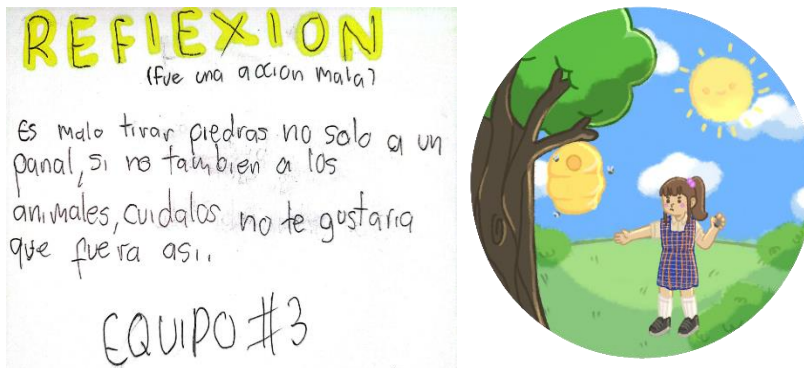 REFlEXION
(fue una accion mala?
Es malo tirar piedras no solo a un
panal, si no tambien a los
animales, cuidalos no te gustaria
que fuera asi..
EQUIPO #3